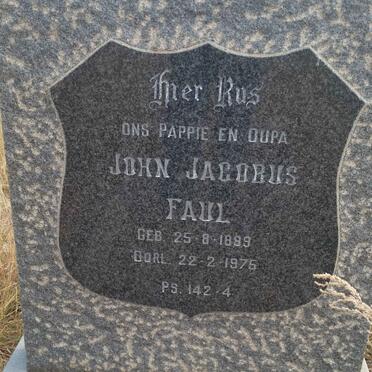 Hier Rus
ONS PAPPIE EN OUPA
JOHN JACOBUS
FAUL
GEB. 25-8-1899
OORL. 22-2-1975
PS. 142-4